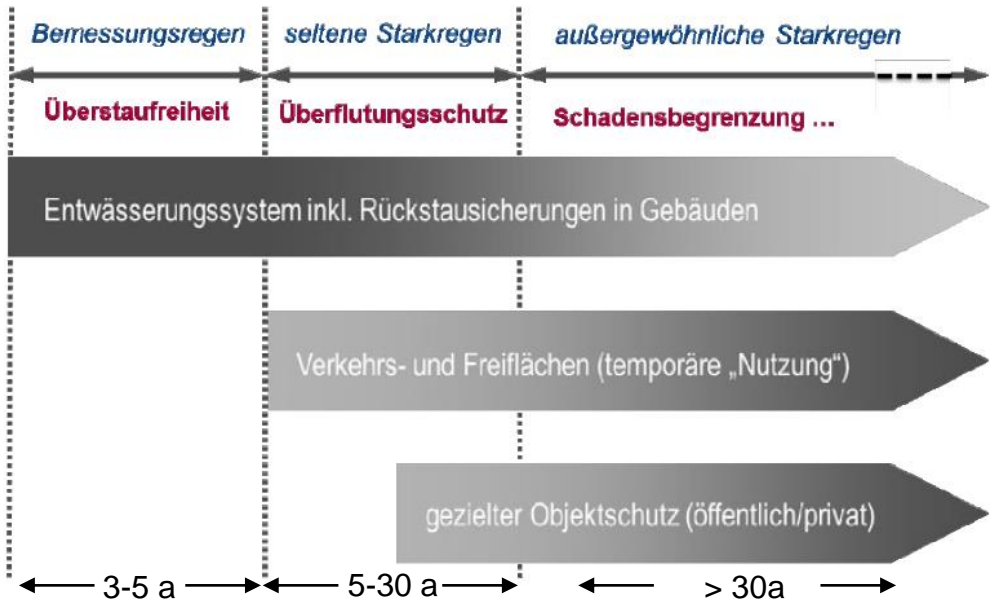 Bemessungsregen seltene Starkregen außergewöhnliche Starkregen
Überstaufreiheit Überflutungsschutz Schadensbegrenzung ...
Entwässerungssystem inkl. Rückstausicherungen in Gebäuden
Verkehrs- und Freiflächen (temporäre „Nutzung“)
gezielter Objektschutz (öffentlich/privat)
3-5 a 5-30 a > 30a